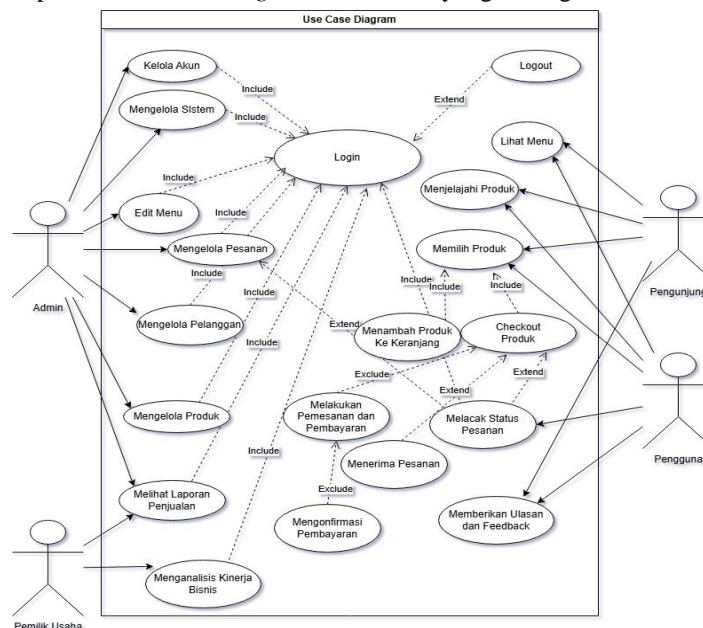 Use Case Diagram
Kelola Akun
Logout
Include
Mengelola SIstem
Include
Extend
Lihat Menu
Login
Include
Menjelajahi Produk
Edit Menu
Include
Mengelola Pesanan
Memilih Produk
Admin
Include
Include
Include
Include
Pengunjung
Mengelola Pelanggan
Include
Extend
Menambah Produk
Ke Keranjang
Checkout
Produk
Exclude
Extend
Mengelola Produk
Melakukan
Pemesanan dan
Pembayaran
Extend
Melacak Status
Pesanan
Include
Menerima Pesanan
Pengguna
Melihat Laporan
Penjualan
Exclude
Mengonfirmasi
Pembayaran
Memberikan Ulasan
dan Feedback
Menganalisis Kinerja
Bisnis
Pemilik Usaha